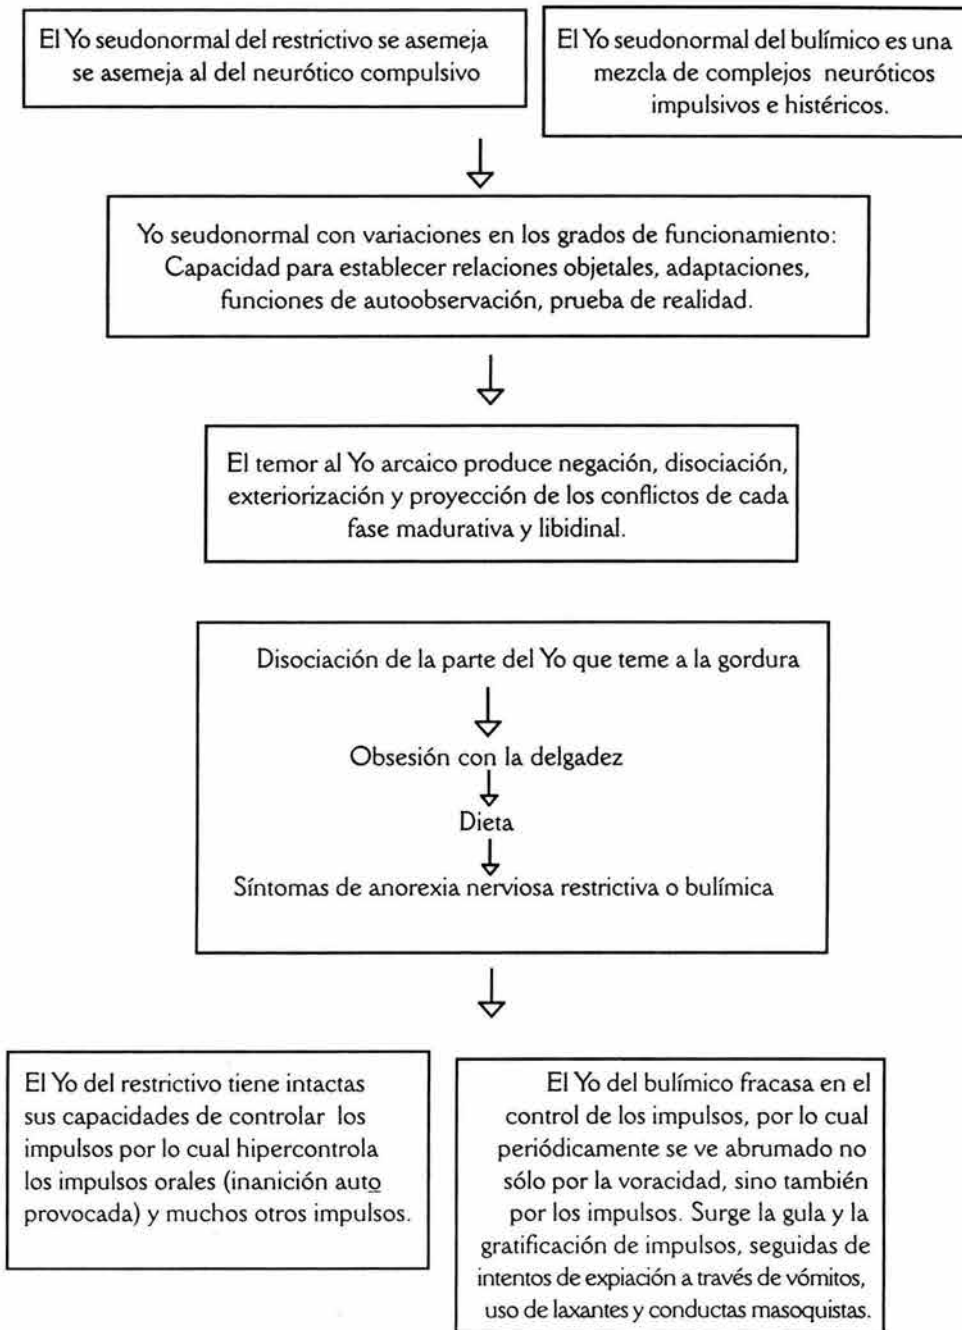 El Yo seudonormal del restrictivo se asemeja
se asemeja al del neurótico compulsivo
El Yo seudonormal del bulímico es una
mezcla de complejos neuróticos
impulsivos e histéricos.
Yo seudonormal con variaciones en los grados de funcionamiento:
Capacidad para establecer relaciones objetales, adaptaciones,
funciones de autoobservación, prueba de realidad.
El temor al Yo arcaico produce negación, disociación,
exteriorización y proyección de los conflictos de cada
fase madurativa y libidinal.
Disociación de la parte del Yo que teme a la gordura
Obsesión con la delgadez
Dieta
Síntomas de anorexia nerviosa restrictiva o bulímica
El Yo del restrictivo tiene intactas
sus capacidades de controlar los
impulsos por lo cual hipercontrola
los impulsos orales (inanición auto
provocada) y muchos otros impulsos.
El Yo del bulímico fracasa en el
control de los impulsos, por lo cual
periódicamente se ve abrumado no
sólo por la voracidad, sino también
por los impulsos. Surge la gula y la
gratificación de impulsos, seguidas de
intentos de expiación a través de vómitos,
uso de laxantes y conductas masoquistas.